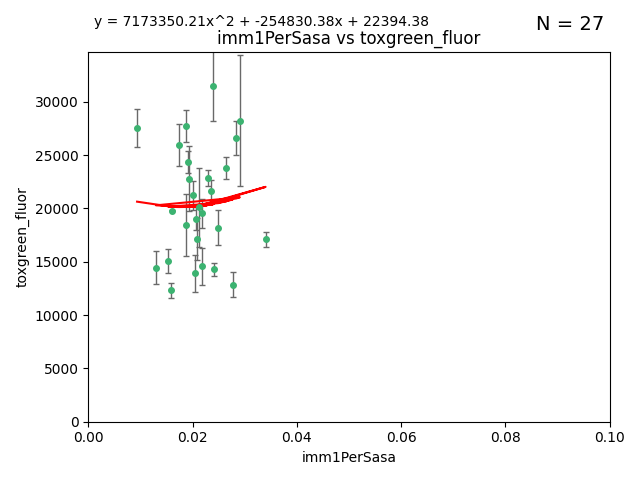 y = 7173350.21x^2 + -254830.38x + 22394.38
N = 27
imm1PerSasa vs toxgreen_fluor
30000
25000
20000
15000
10000
5000
0
toxgreen_fluor
0.00 0.02 0.04 0.06 0.08 0.10
imm1PerSasa